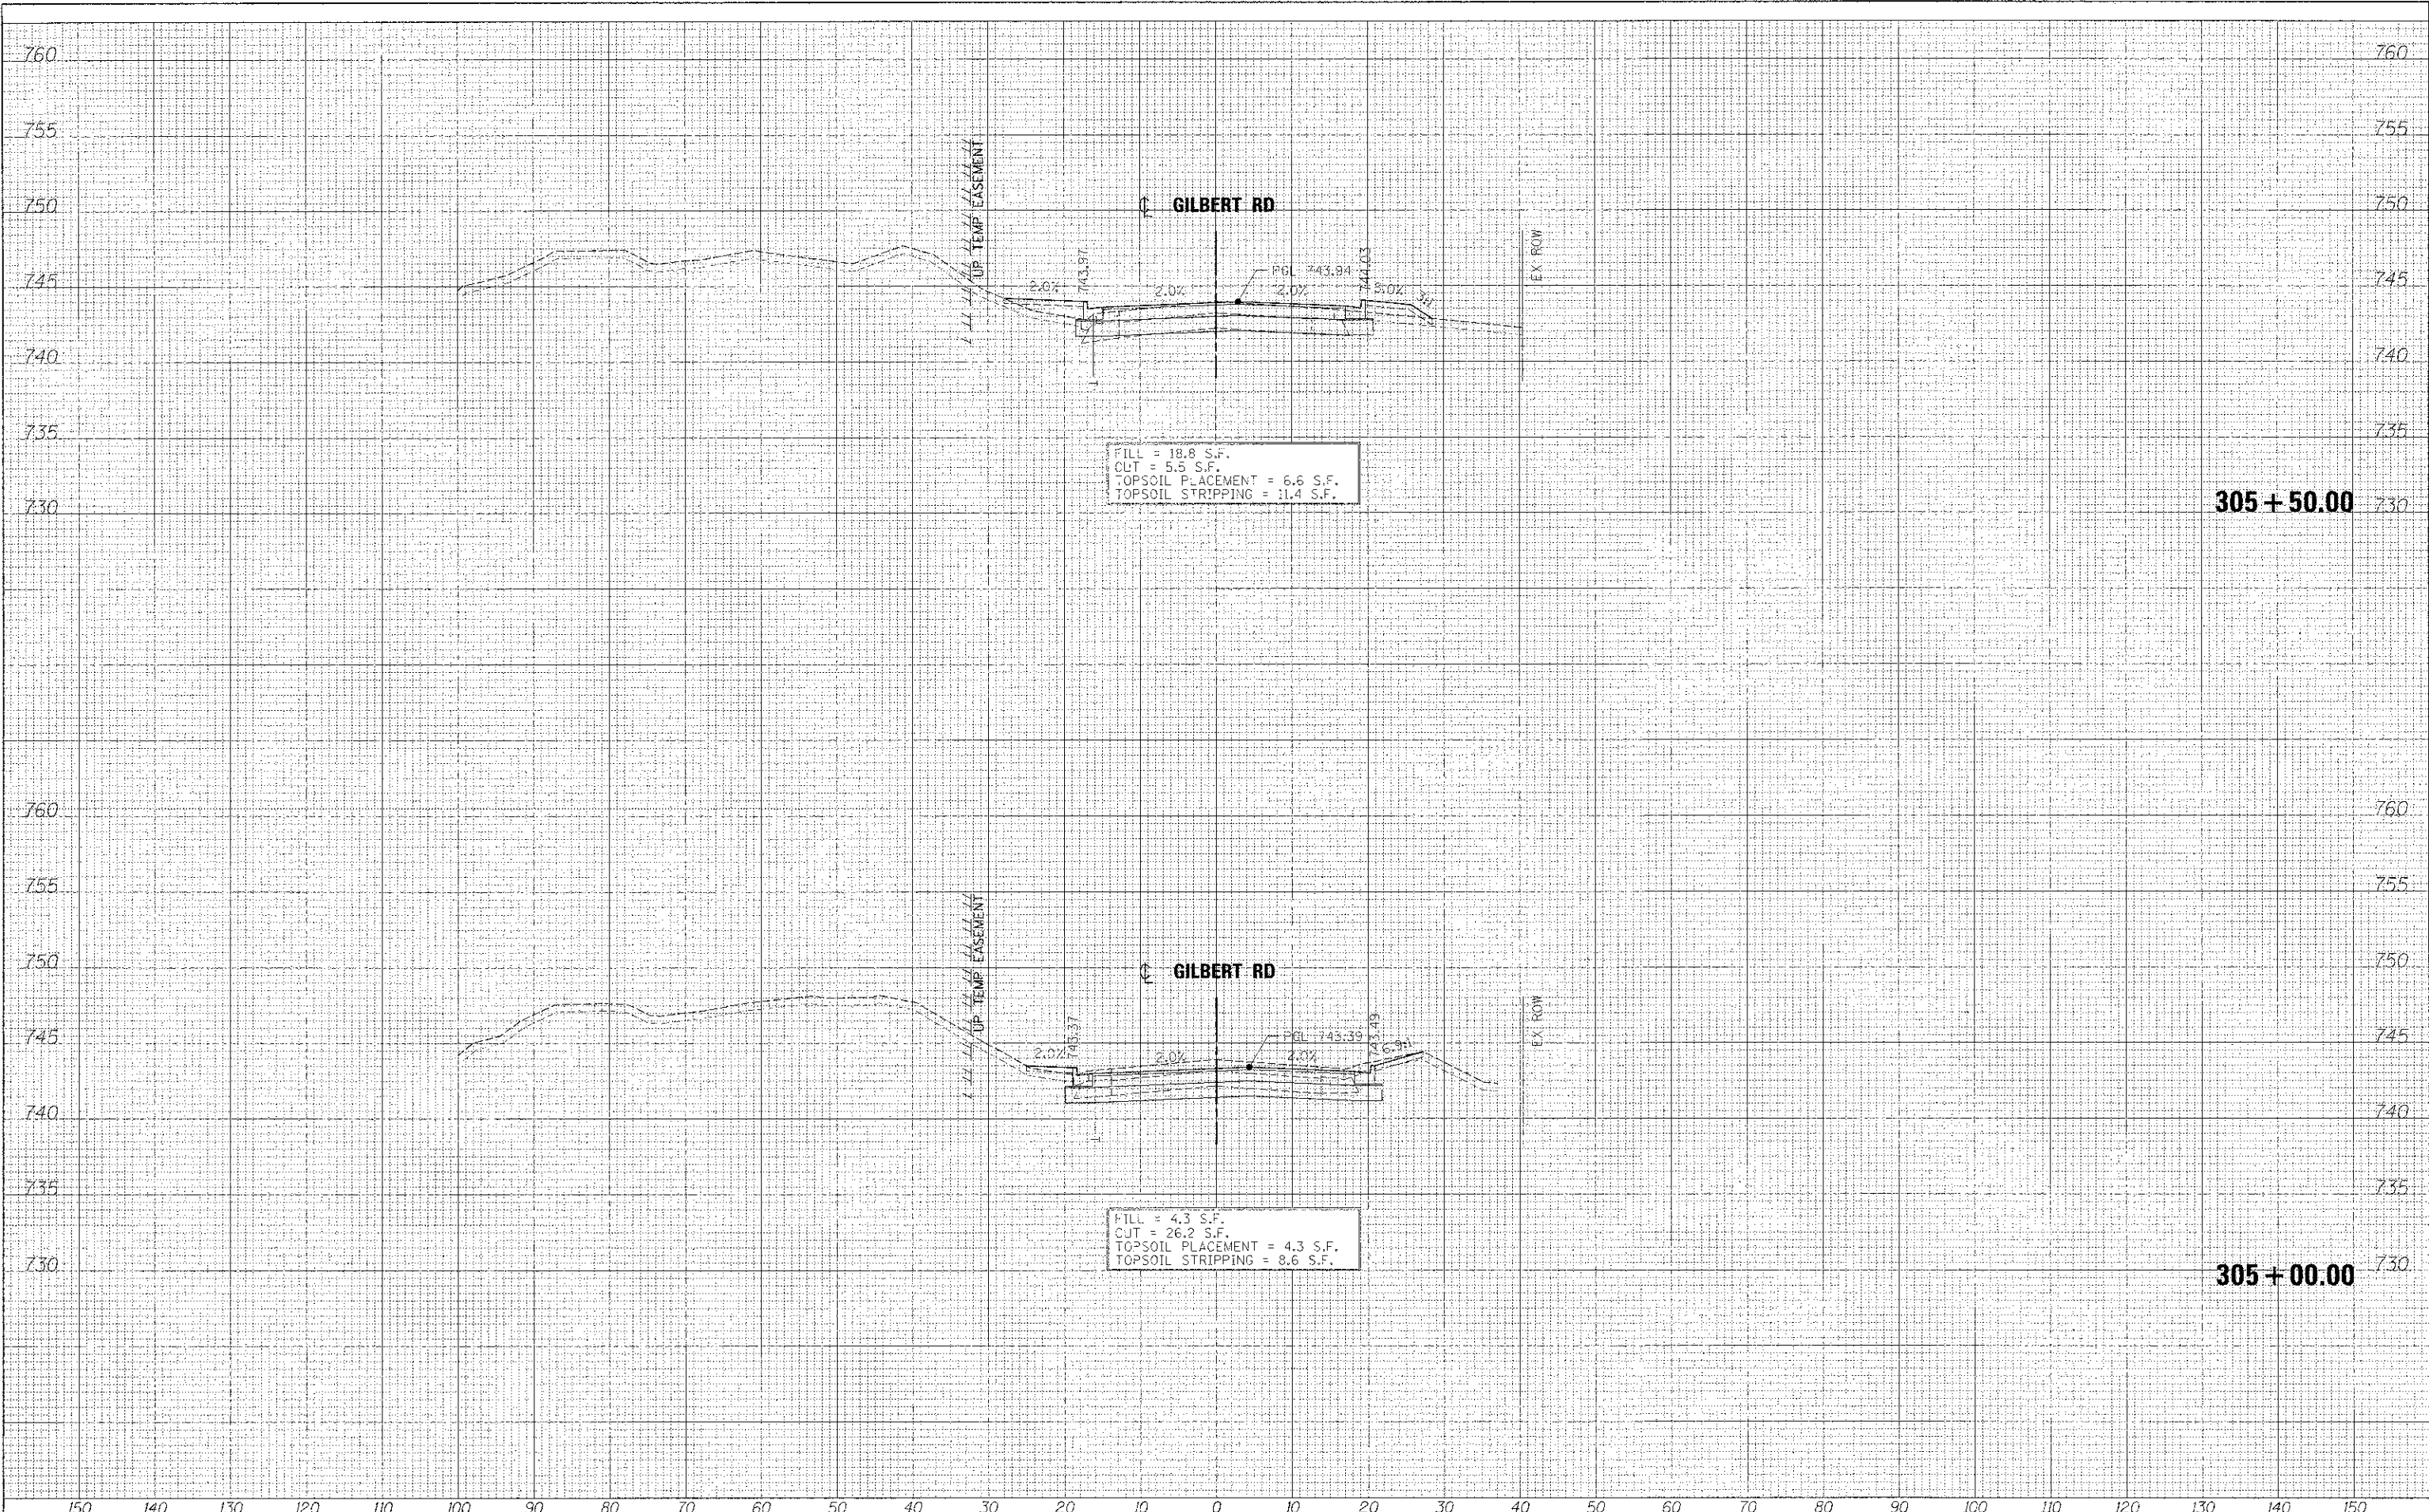 760 760
755 755
UP TEMP EASEMENT
750 ℄ GILBERT RD 750
EX ROW
743.97 744.03
PGL 743.94
745 2.0% 2.0% 2.0% 3.0% 3:1 745
740 740
735 735
FILL = 18.8 S.F.
CUT = 5.5 S.F.
TOPSOIL PLACEMENT = 6.6 S.F.
TOPSOIL STRIPPING = 11.4 S.F.
730 305+50.00 730
760 760
755 755
UP TEMP EASEMENT
750 ℄ GILBERT RD 750
EX ROW
743.37 743.49
PGL 743.39
745 2.0% 2.0% 2.0% 6.9:1 745
740 740
735 735
FILL = 4.3 S.F.
CUT = 26.2 S.F.
TOPSOIL PLACEMENT = 4.3 S.F.
TOPSOIL STRIPPING = 8.6 S.F.
730 305+00.00 730
150 140 130 120 110 100 90 80 70 60 50 40 30 20 10 0 10 20 30 40 50 60 70 80 90 100 110 120 130 140 150